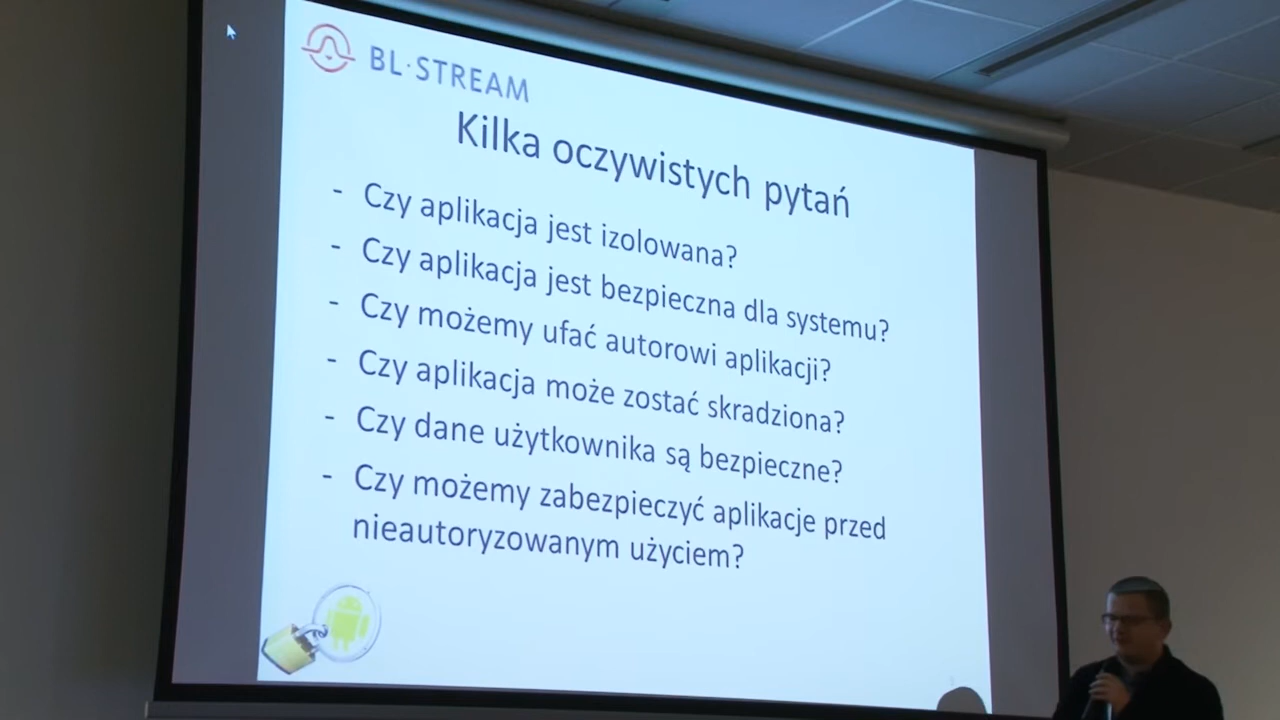 BL·STREAM
Kilka oczywistych pytań
- Czy aplikacja jest izolowana?
- Czy aplikacja jest bezpieczna dla systemu?
- Czy możemy ufać autorowi aplikacji?
- Czy aplikacja może zostać skradziona?
- Czy dane użytkownika są bezpieczne?
- Czy możemy zabezpieczyć aplikacje przed
nieautoryzowanym użyciem?